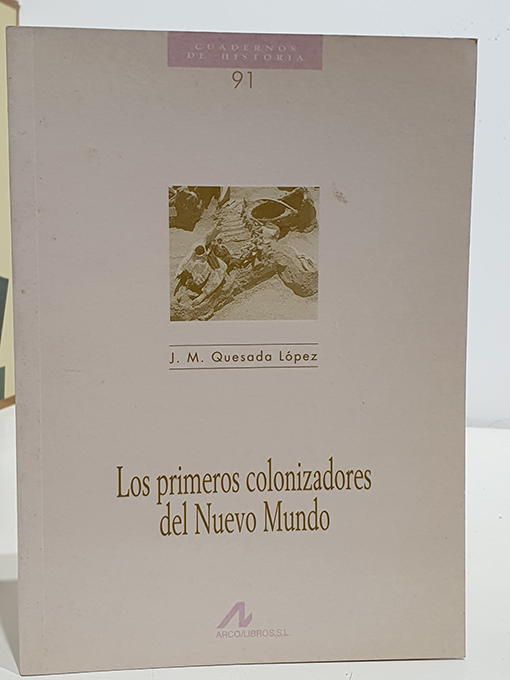 CUADERNOS
DE HISTORIA
91
J. M. Quesada López
Los primeros colonizadores
del Nuevo Mundo
ARCO/LIBROS, S.L.